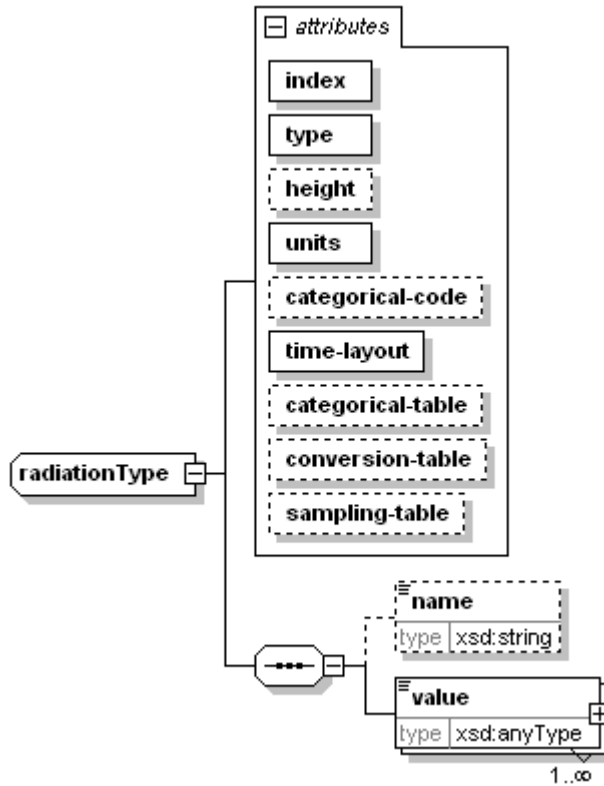 attributes
index
type
height
units
categorical-code
time-layout
categorical-table
conversion-table
sampling-table
radiationType
name
type xsd:string
value
type xsd:anyType
1..∞